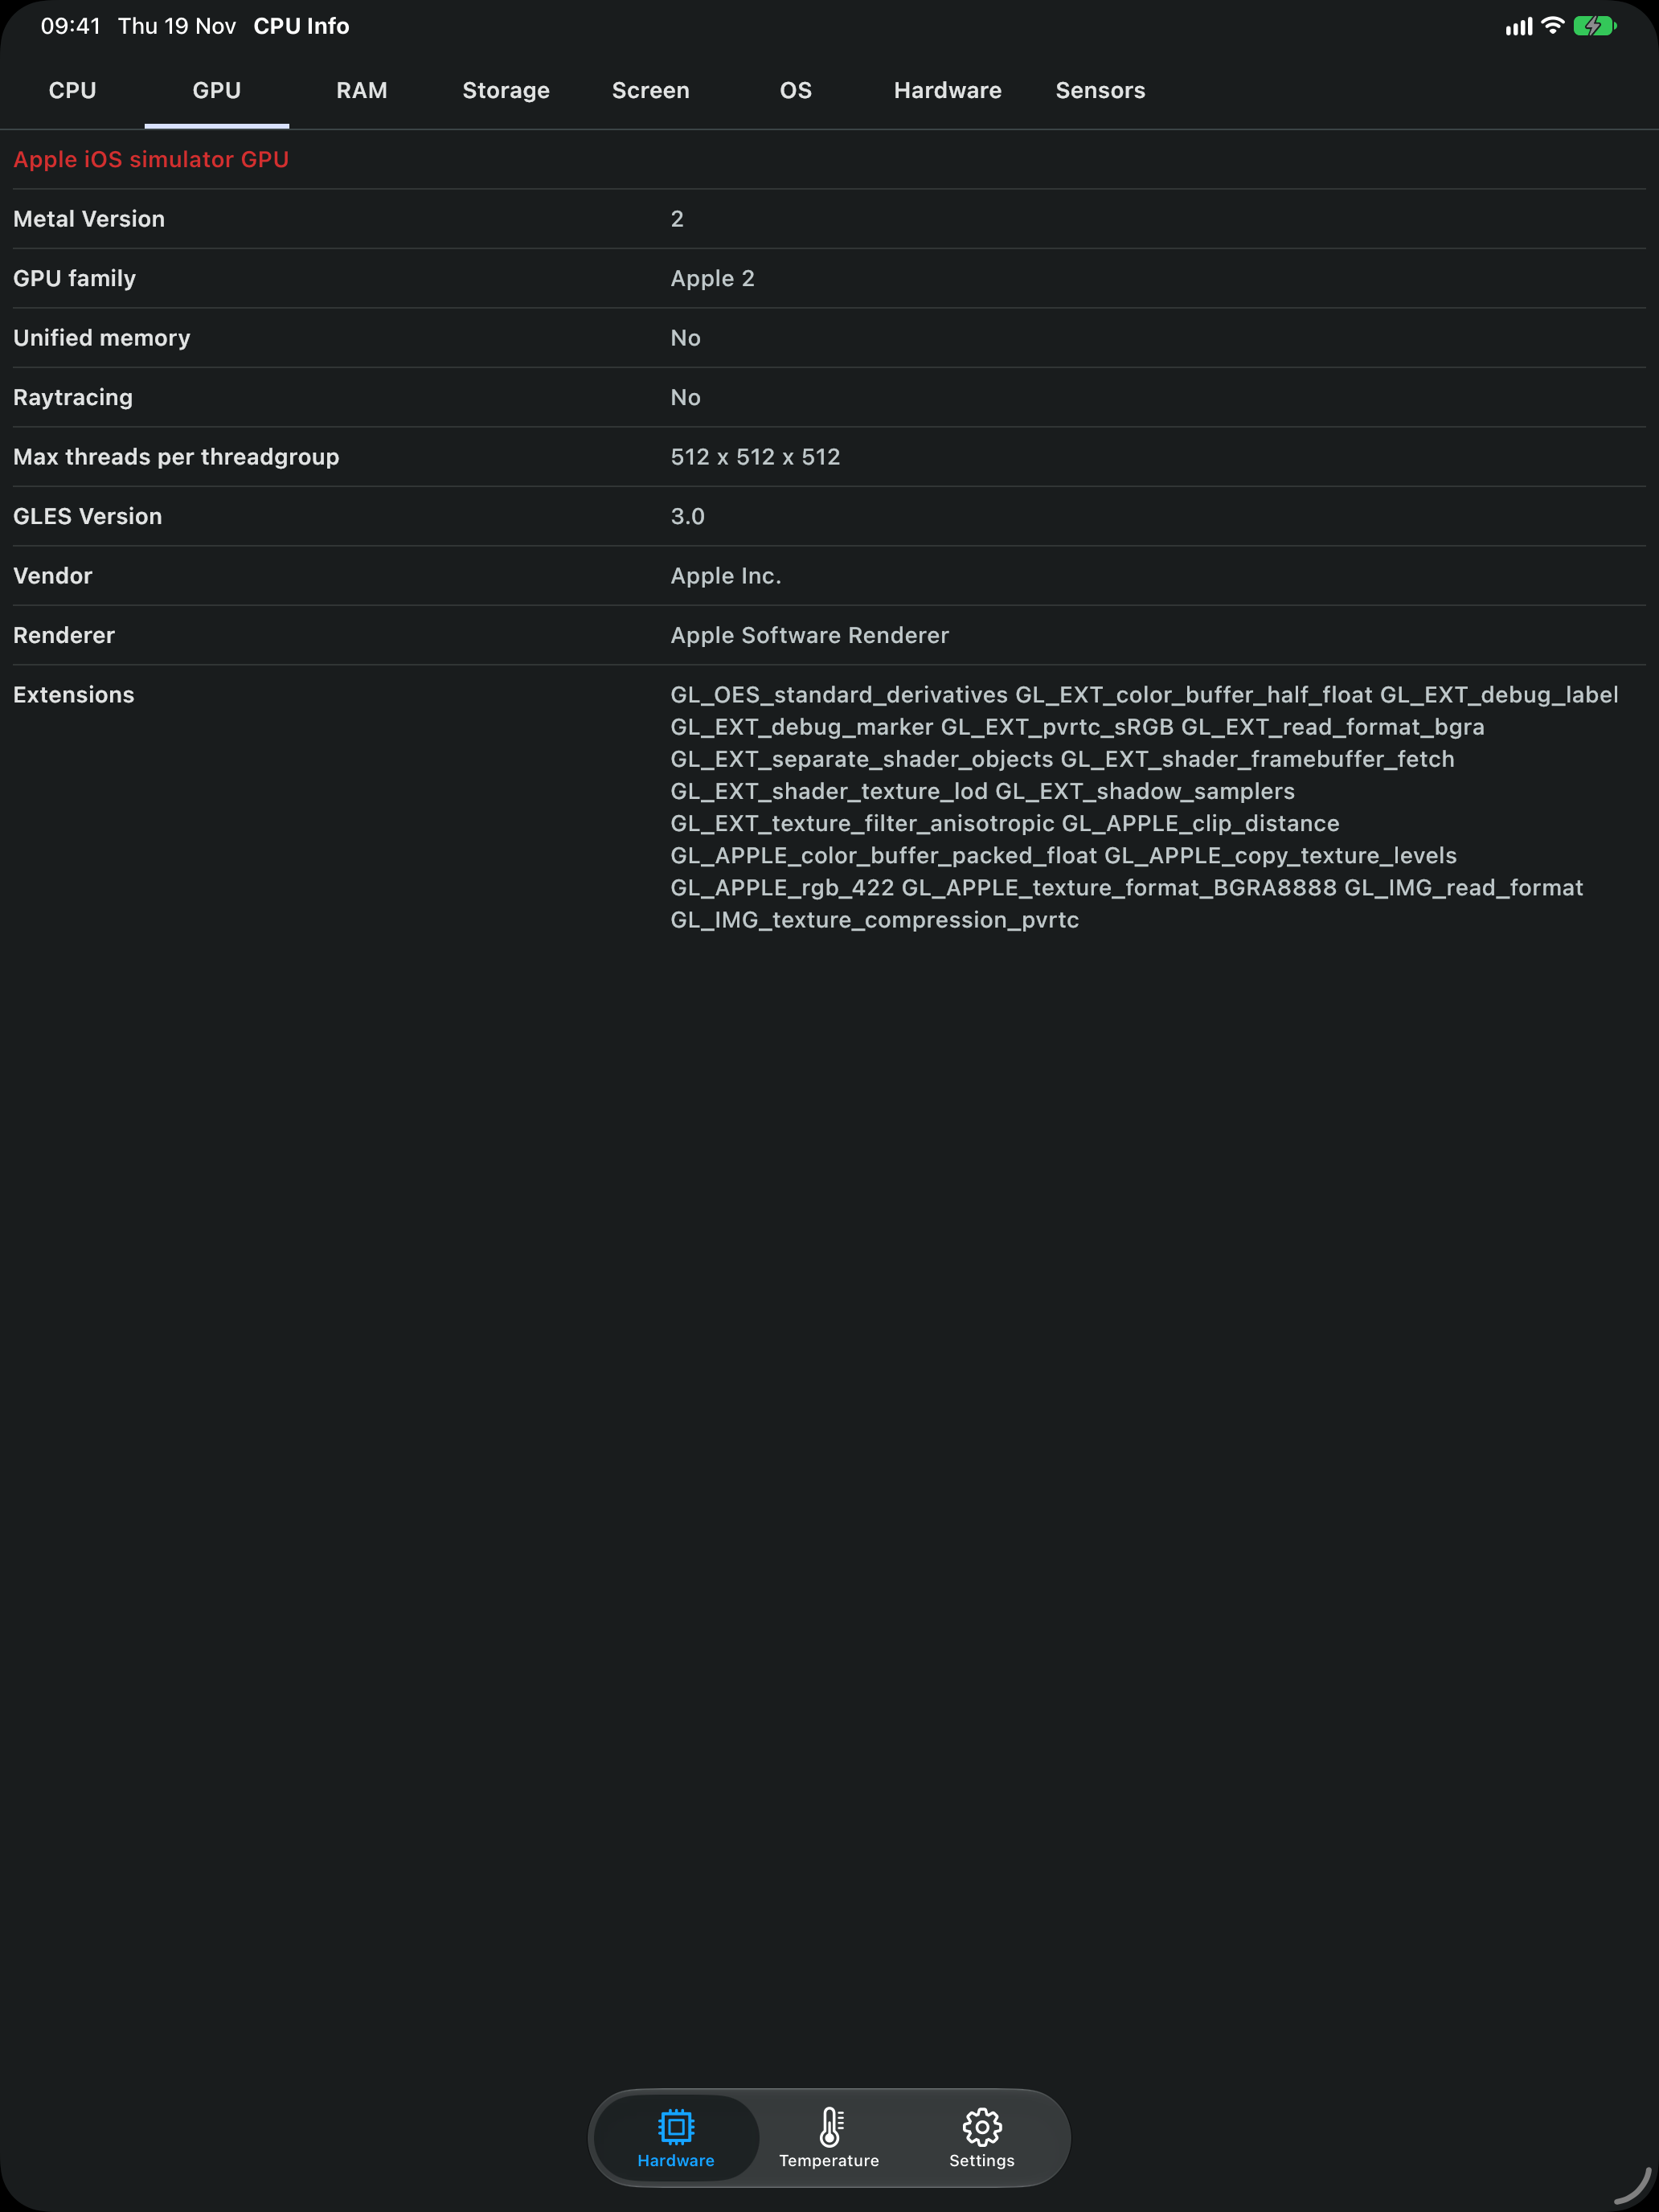 09:41 Thu 19 Nov CPU Info
CPU GPU RAM Storage Screen OS Hardware Sensors
Apple iOS simulator GPU
Metal Version 2
GPU family Apple 2
Unified memory No
Raytracing No
Max threads per threadgroup 512 x 512 x 512
GLES Version 3.0
Vendor Apple Inc.
Renderer Apple Software Renderer
Extensions GL_OES_standard_derivatives GL_EXT_color_buffer_half_float GL_EXT_debug_label
GL_EXT_debug_marker GL_EXT_pvrtc_sRGB GL_EXT_read_format_bgra
GL_EXT_separate_shader_objects GL_EXT_shader_framebuffer_fetch
GL_EXT_shader_texture_lod GL_EXT_shadow_samplers
GL_EXT_texture_filter_anisotropic GL_APPLE_clip_distance
GL_APPLE_color_buffer_packed_float GL_APPLE_copy_texture_levels
GL_APPLE_rgb_422 GL_APPLE_texture_format_BGRA8888 GL_IMG_read_format
GL_IMG_texture_compression_pvrtc
Hardware Temperature Settings